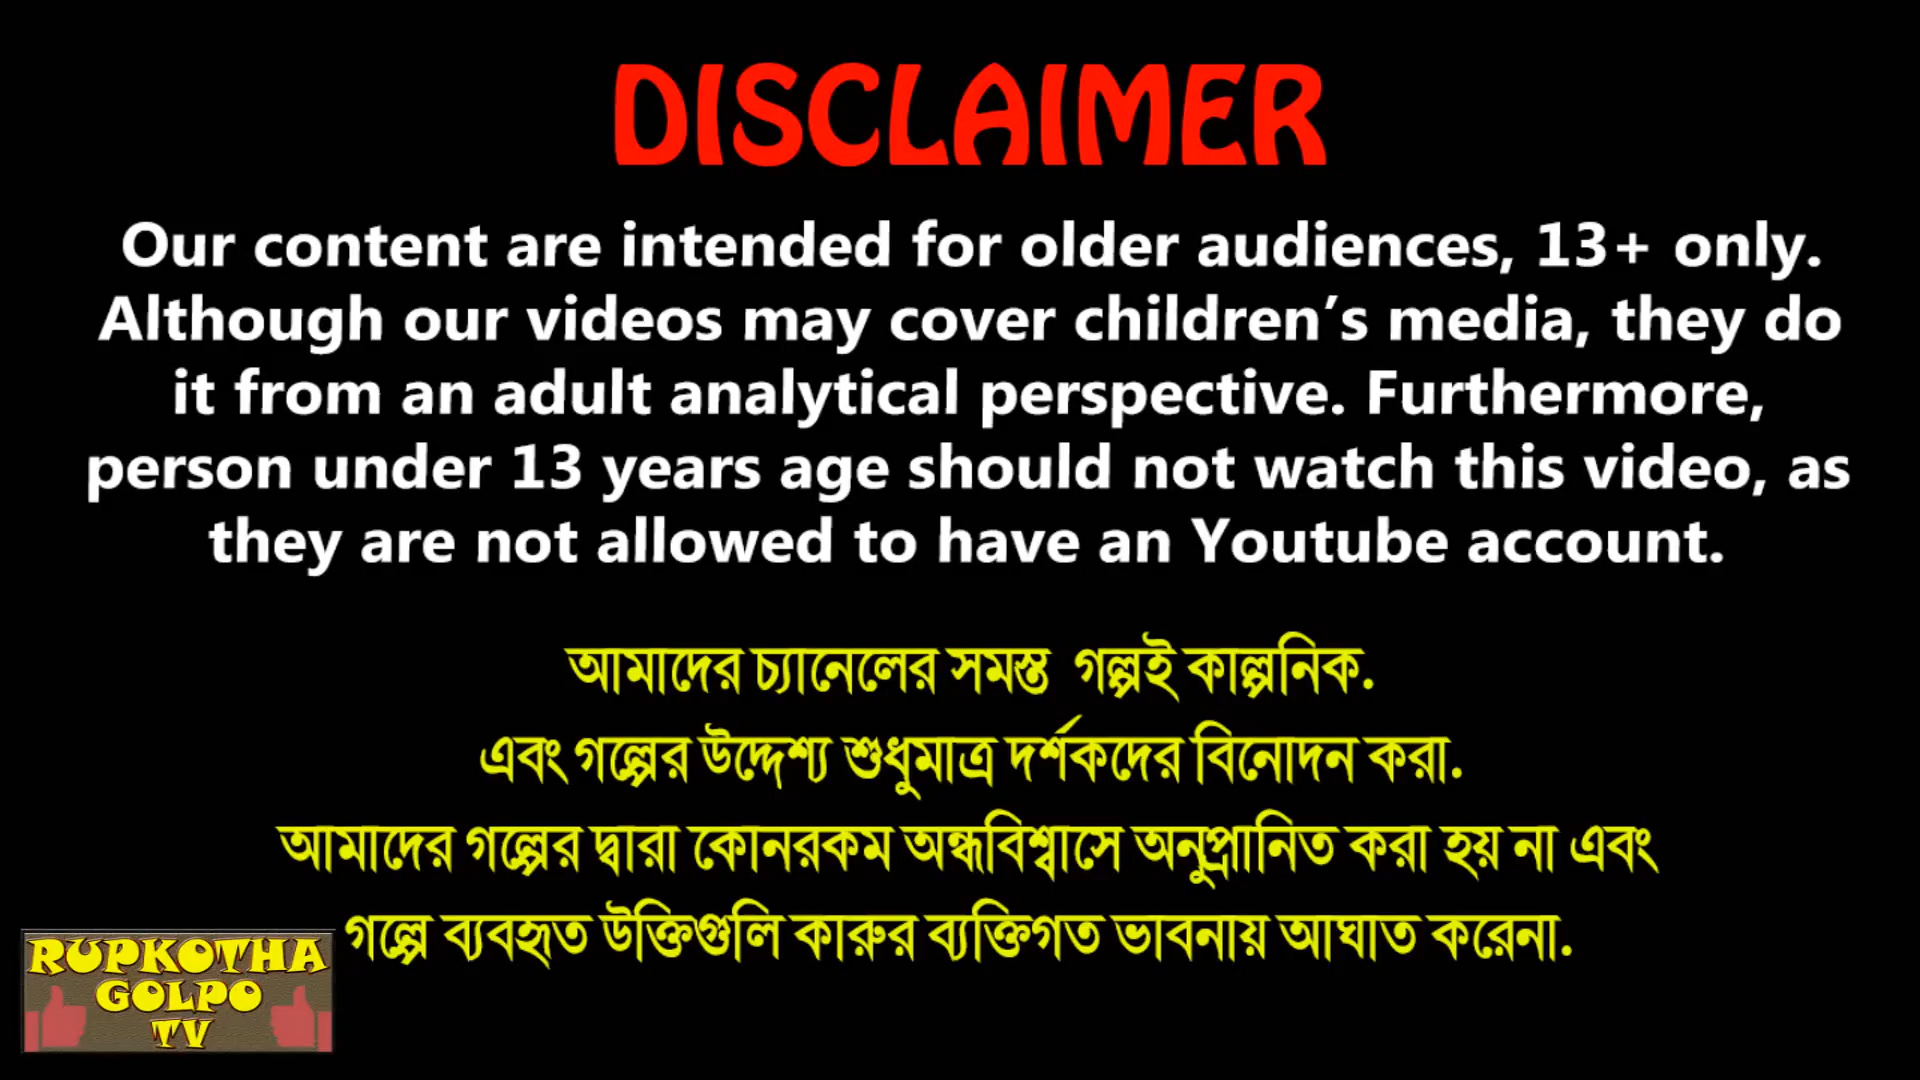 DISCLAIMER
Our content are intended for older audiences, 13+ only.
Although our videos may cover children’s media, they do
it from an adult analytical perspective. Furthermore,
person under 13 years age should not watch this video, as
they are not allowed to have an Youtube account.
আমাদের চ্যানেলের সমস্ত গল্পই কাল্পনিক.
এবং গল্পের উদ্দেশ্য শুধুমাত্র দর্শকদের বিনোদন করা.
আমাদের গল্পের দ্বারা কোনরকম অন্ধবিশ্বাসে অনুপ্রানিত করা হয় না এবং
গল্পে ব্যবহৃত উক্তিগুলি কারুর ব্যক্তিগত ভাবনায় আঘাত করেনা.
RUPKOTHA
GOLPO
TV